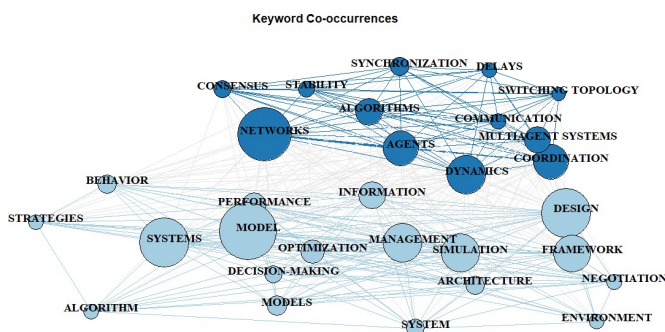 Keyword Co-occurrences
SYNCHRONIZATION
DELAYS
CONSENSUS
STABILITY
SWITCHING TOPOLOGY
ALGORITHMS
COMMUNICATION
NETWORKS
MULTIAGENT SYSTEMS
AGENTS
COORDINATION
DYNAMICS
BEHAVIOR
INFORMATION
PERFORMANCE
DESIGN
STRATEGIES
MODEL
SYSTEMS
MANAGEMENT
OPTIMIZATION
SIMULATION
FRAMEWORK
DECISION-MAKING
NEGOTIATION
ARCHITECTURE
MODELS
ALGORITHM
ENVIRONMENT
SYSTEM